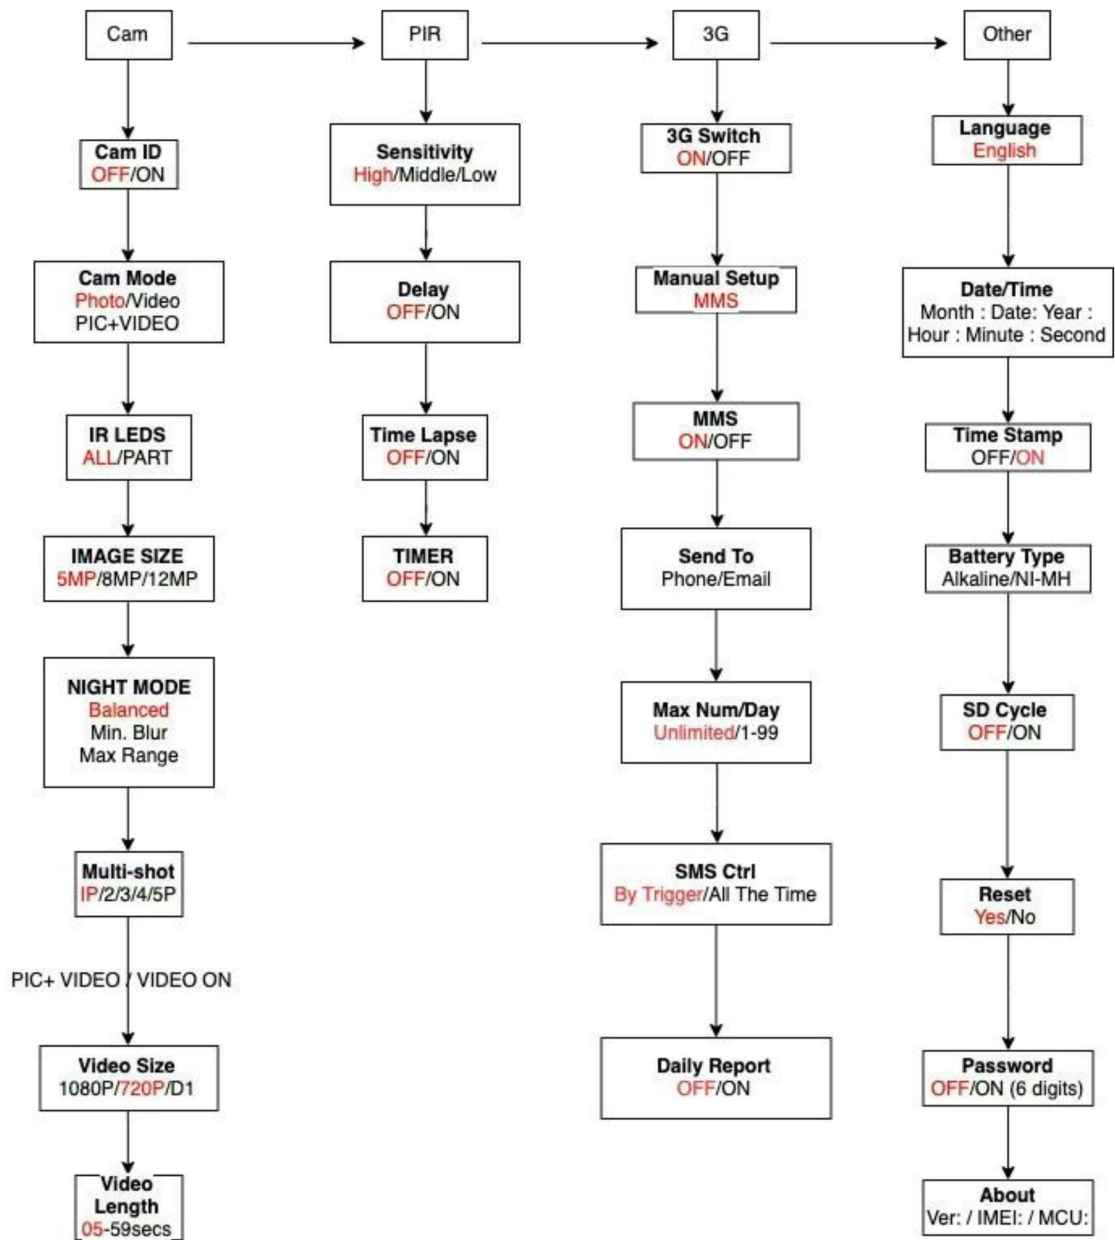 Cam
Cam ID
OFF/ON
Cam Mode
Photo/Video
PIC+VIDEO
IR LEDS
ALL/PART
IMAGE SIZE
5MP/8MP/12MP
NIGHT MODE
Balanced
Min. Blur
Max Range
Multi-shot
IP/2/3/4/5P
PIC+ VIDEO / VIDEO ON
Video Size
1080P/720P/D1
Video
Length
05-59secs
PIR
Sensitivity
High/Middle/Low
Delay
OFF/ON
Time Lapse
OFF/ON
TIMER
OFF/ON
3G
3G Switch
ON/OFF
Manual Setup
MMS
MMS
ON/OFF
Send To
Phone/Email
Max Num/Day
Unlimited/1-99
SMS Ctrl
By Trigger/All The Time
Daily Report
OFF/ON
Other
Language
English
Date/Time
Month : Date: Year :
Hour : Minute : Second
Time Stamp
OFF/ON
Battery Type
Alkaline/NI-MH
SD Cycle
OFF/ON
Reset
Yes/No
Password
OFF/ON (6 digits)
About
Ver: / IMEI: / MCU: